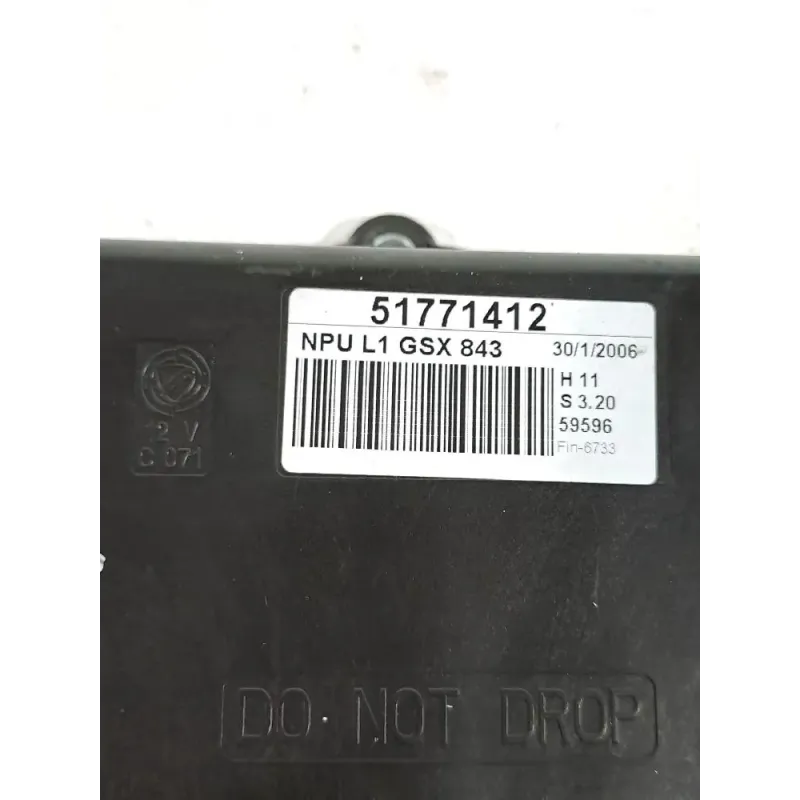 51771412
NPU L1 GSX 843
30/1/2006
H 11
S 3.20
59596
Fin-6733
12 V
C 071
DO NOT DROP